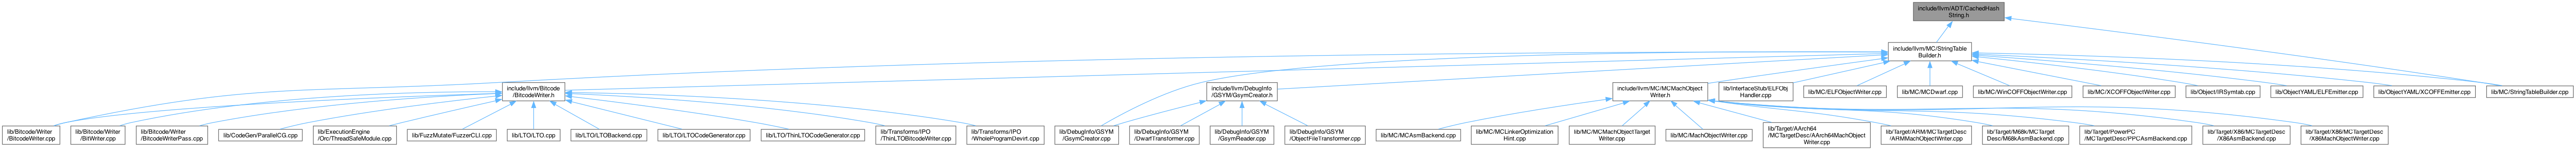 include/llvm/ADT/CachedHash
String.h
include/llvm/MC/StringTable
Builder.h
include/llvm/Bitcode
/BitcodeWriter.h
include/llvm/DebugInfo
/GSYM/GsymCreator.h
include/llvm/MC/MCMachObject
Writer.h
lib/InterfaceStub/ELFObj
Handler.cpp
lib/MC/ELFObjectWriter.cpp
lib/MC/MCDwarf.cpp
lib/MC/WinCOFFObjectWriter.cpp
lib/MC/XCOFFObjectWriter.cpp
lib/Object/IRSymtab.cpp
lib/ObjectYAML/ELFEmitter.cpp
lib/ObjectYAML/XCOFFEmitter.cpp
lib/MC/StringTableBuilder.cpp
lib/Bitcode/Writer
/BitcodeWriter.cpp
lib/Bitcode/Writer
/BitWriter.cpp
lib/Bitcode/Writer
/BitcodeWriterPass.cpp
lib/CodeGen/ParallelCG.cpp
lib/ExecutionEngine
/Orc/ThreadSafeModule.cpp
lib/FuzzMutate/FuzzerCLI.cpp
lib/LTO/LTO.cpp
lib/LTO/LTOBackend.cpp
lib/LTO/LTOCodeGenerator.cpp
lib/LTO/ThinLTOCodeGenerator.cpp
lib/Transforms/IPO
/ThinLTOBitcodeWriter.cpp
lib/Transforms/IPO
/WholeProgramDevirt.cpp
lib/DebugInfo/GSYM
/GsymCreator.cpp
lib/DebugInfo/GSYM
/DwarfTransformer.cpp
lib/DebugInfo/GSYM
/GsymReader.cpp
lib/DebugInfo/GSYM
/ObjectFileTransformer.cpp
lib/MC/MCAsmBackend.cpp
lib/MC/MCLinkerOptimization
Hint.cpp
lib/MC/MCMachObjectTarget
Writer.cpp
lib/MC/MachObjectWriter.cpp
lib/Target/AArch64
/MCTargetDesc/AArch64MachObject
Writer.cpp
lib/Target/ARM/MCTargetDesc
/ARMMachObjectWriter.cpp
lib/Target/M68k/MCTarget
Desc/M68kAsmBackend.cpp
lib/Target/PowerPC
/MCTargetDesc/PPCAsmBackend.cpp
lib/Target/X86/MCTargetDesc
/X86AsmBackend.cpp
lib/Target/X86/MCTargetDesc
/X86MachObjectWriter.cpp